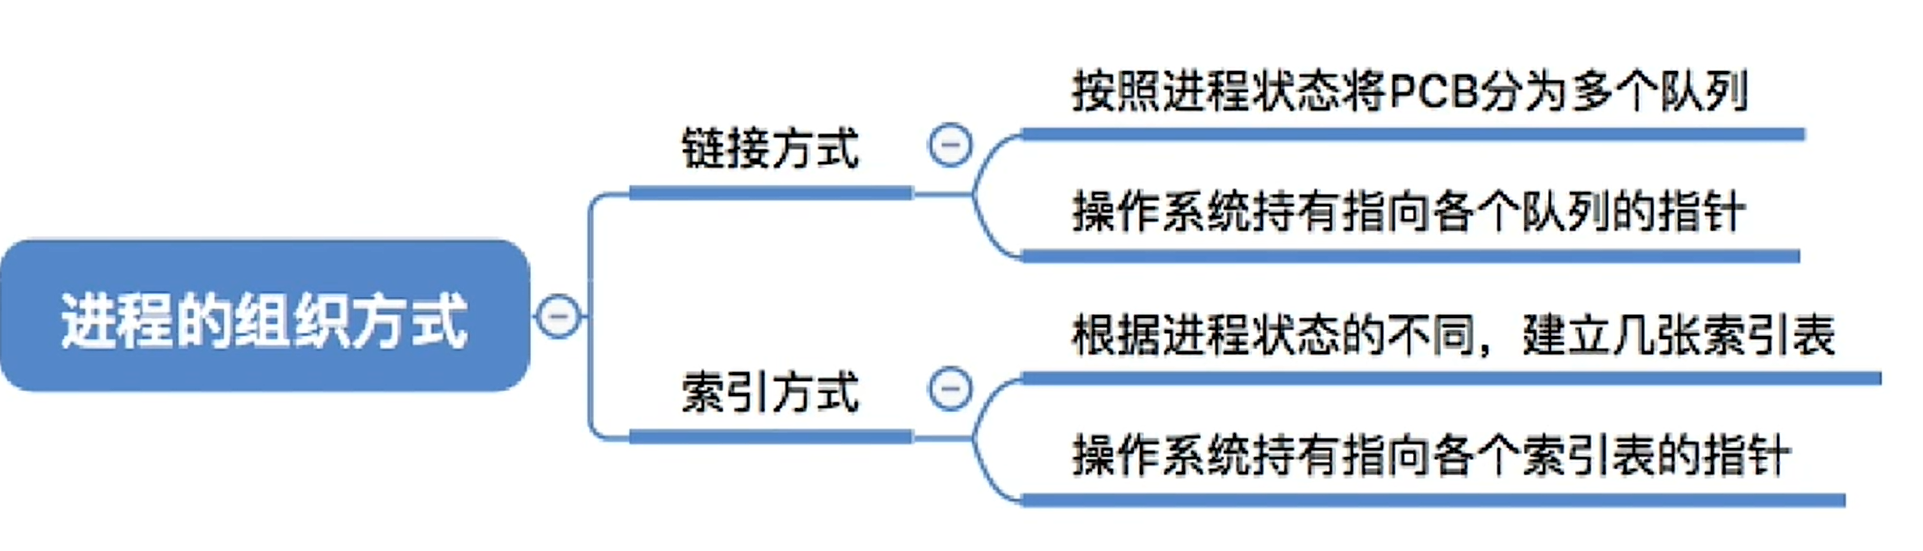 进程的组织方式
链接方式
按照进程状态将PCB分为多个队列
操作系统持有指向各个队列的指针
索引方式
根据进程状态的不同，建立几张索引表
操作系统持有指向各个索引表的指针